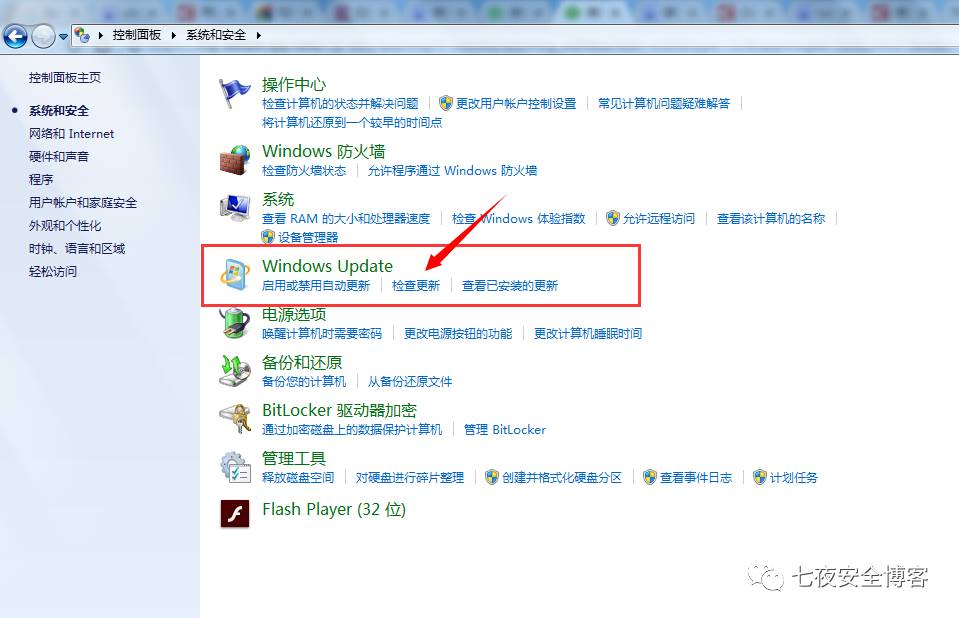 控制面板 系统和安全
控制面板主页
系统和安全
网络和 Internet
硬件和声音
程序
用户帐户和家庭安全
外观和个性化
时钟、语言和区域
轻松访问
操作中心
检查计算机的状态并解决问题 更改用户帐户控制设置 常见计算机问题疑难解答
将计算机还原到一个较早的时间点
Windows 防火墙
检查防火墙状态 允许程序通过 Windows 防火墙
系统
查看 RAM 的大小和处理器速度 检查 Windows 体验指数 允许远程访问 查看该计算机的名称
设备管理器
Windows Update
启用或禁用自动更新 检查更新 查看已安装的更新
电源选项
唤醒计算机时需要密码 更改电源按钮的功能 更改计算机睡眠时间
备份和还原
备份您的计算机 从备份还原文件
BitLocker 驱动器加密
通过加密磁盘上的数据保护计算机 管理 BitLocker
管理工具
释放磁盘空间 对硬盘进行碎片整理 创建并格式化硬盘分区 查看事件日志 计划任务
Flash Player (32 位)
七夜安全博客